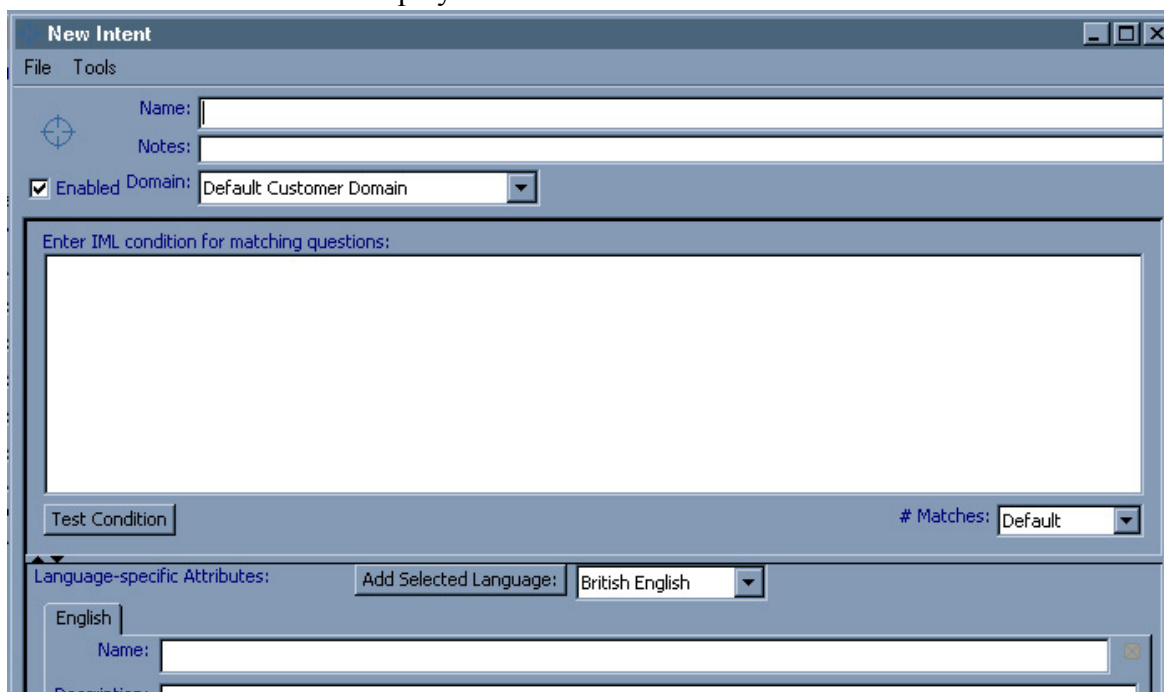 New Intent
File Tools
Name:
Notes:
Enabled Domain: Default Customer Domain
Enter IML condition for matching questions:
Test Condition # Matches: Default
Language-specific Attributes: Add Selected Language: British English
English
Name: